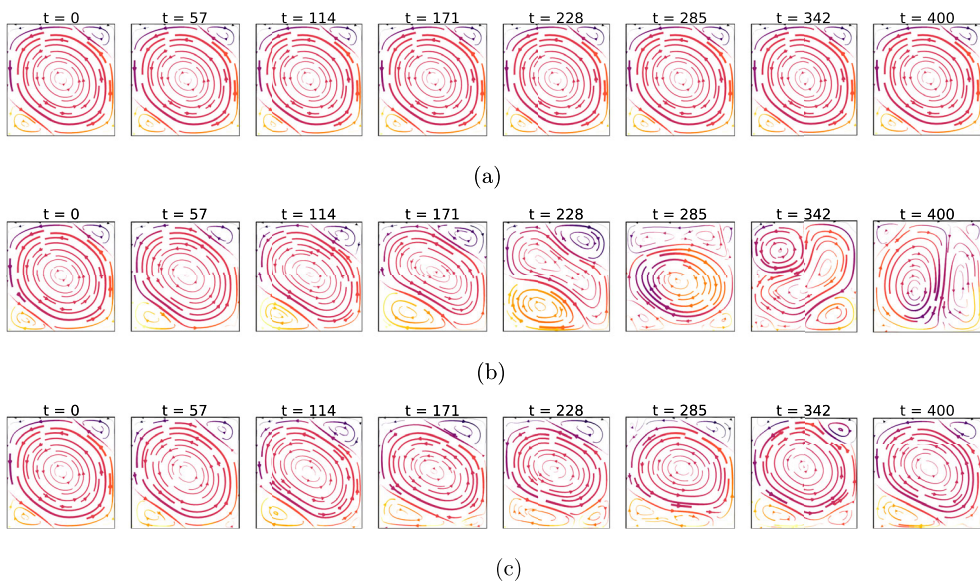 t = 0 t = 57 t = 114 t = 171 t = 228 t = 285 t = 342 t = 400
(a)
t = 0 t = 57 t = 114 t = 171 t = 228 t = 285 t = 342 t = 400
(b)
t = 0 t = 57 t = 114 t = 171 t = 228 t = 285 t = 342 t = 400
(c)